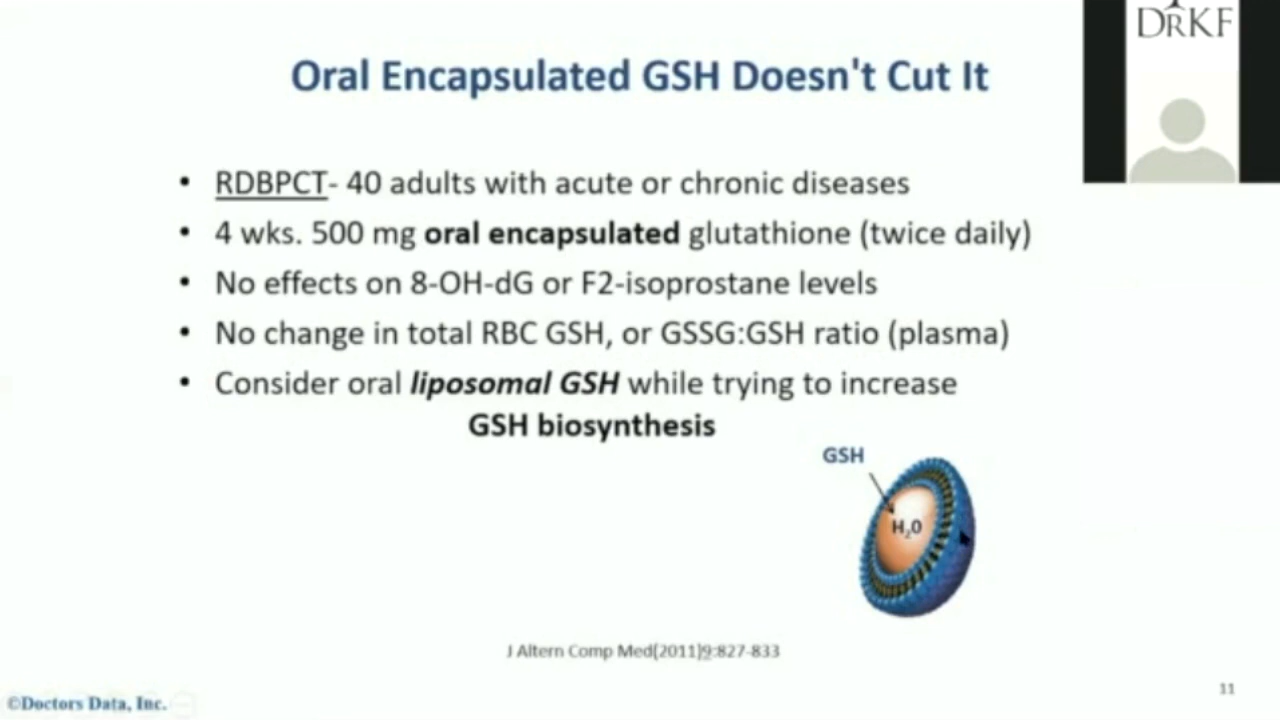 DRKF
Oral Encapsulated GSH Doesn't Cut It
• RDBPCT- 40 adults with acute or chronic diseases
• 4 wks. 500 mg oral encapsulated glutathione (twice daily)
• No effects on 8-OH-dG or F2-isoprostane levels
• No change in total RBC GSH, or GSSG:GSH ratio (plasma)
• Consider oral liposomal GSH while trying to increase
GSH biosynthesis
GSH
H₂0
J Altern Comp Med(2011)9:827-833
©Doctors Data, Inc.
11